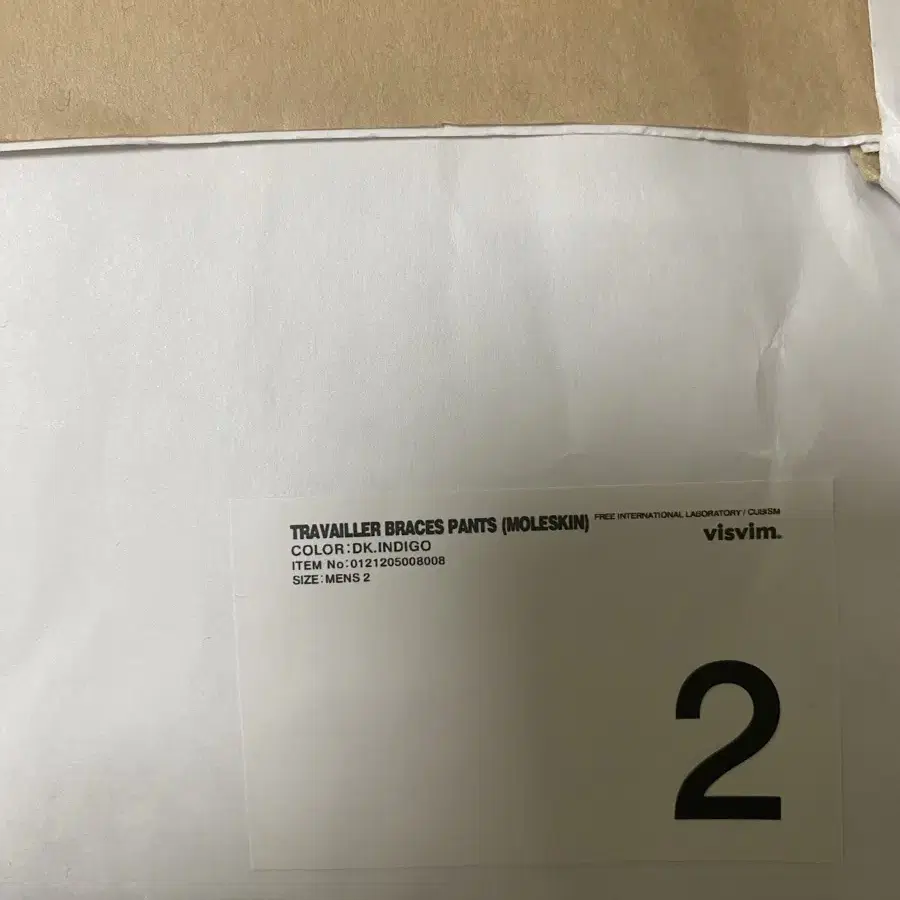 TRAVAILLER BRACES PANTS (MOLESKIN)
FREE INTERNATIONAL LABORATORY / CUBISM
visvim.
COLOR:DK.INDIGO
ITEM No:0121205008008
SIZE:MENS 2
2